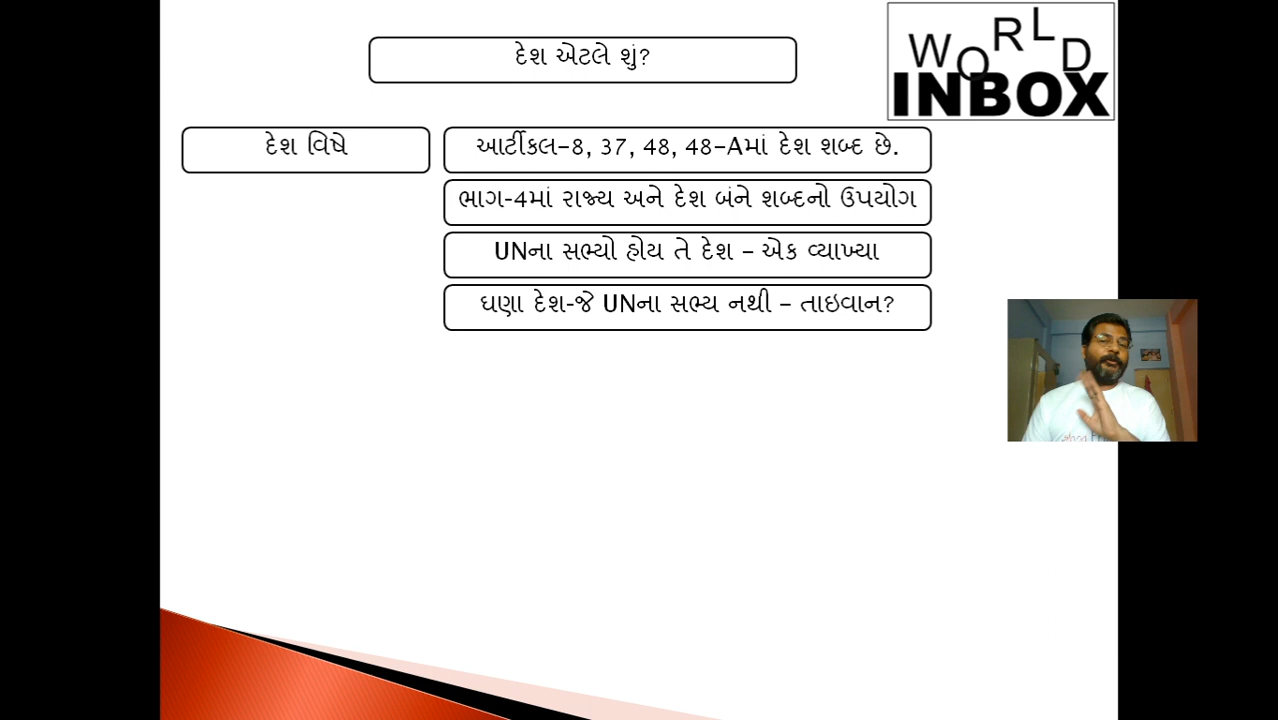 WORLD
INBOX
દેશ એટલે શું?
દેશ વિષે
આર્ટીકલ–8, 37, 48, 48–Aમાં દેશ શબ્દ છે.
ભાગ-4માં રાજ્ય અને દેશ બંને શબ્દનો ઉપયોગ
UNના સભ્યો હોય તે દેશ – એક વ્યાખ્યા
ઘણા દેશ-જે UNના સભ્ય નથી – તાઇવાન?